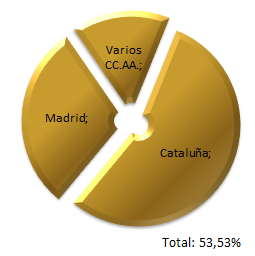 Varios
CC.AA.;
Madrid;
Cataluña;
Total: 53,53%